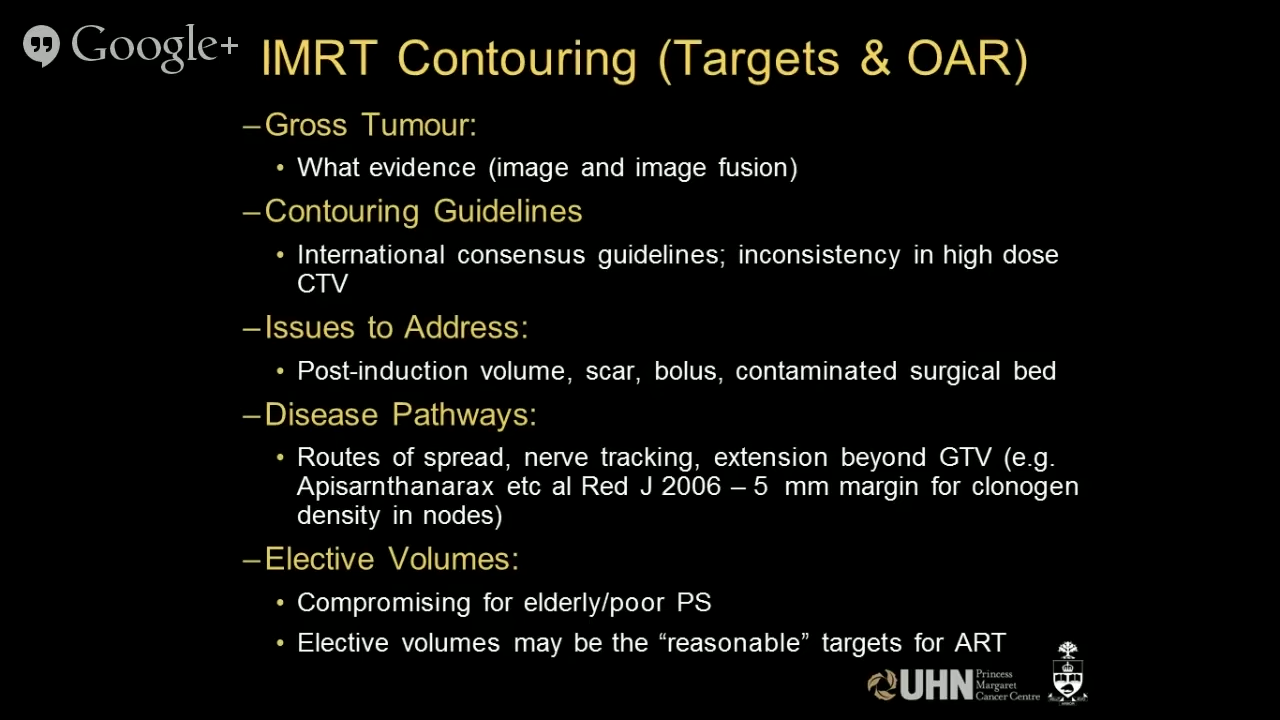 Google+
IMRT Contouring (Targets & OAR)
–Gross Tumour:
• What evidence (image and image fusion)
–Contouring Guidelines
• International consensus guidelines; inconsistency in high dose
CTV
–Issues to Address:
• Post-induction volume, scar, bolus, contaminated surgical bed
–Disease Pathways:
• Routes of spread, nerve tracking, extension beyond GTV (e.g.
Apisarnthanarax etc al Red J 2006 – 5 mm margin for clonogen
density in nodes)
–Elective Volumes:
• Compromising for elderly/poor PS
• Elective volumes may be the “reasonable” targets for ART
UHN
Princess
Margaret
Cancer Centre